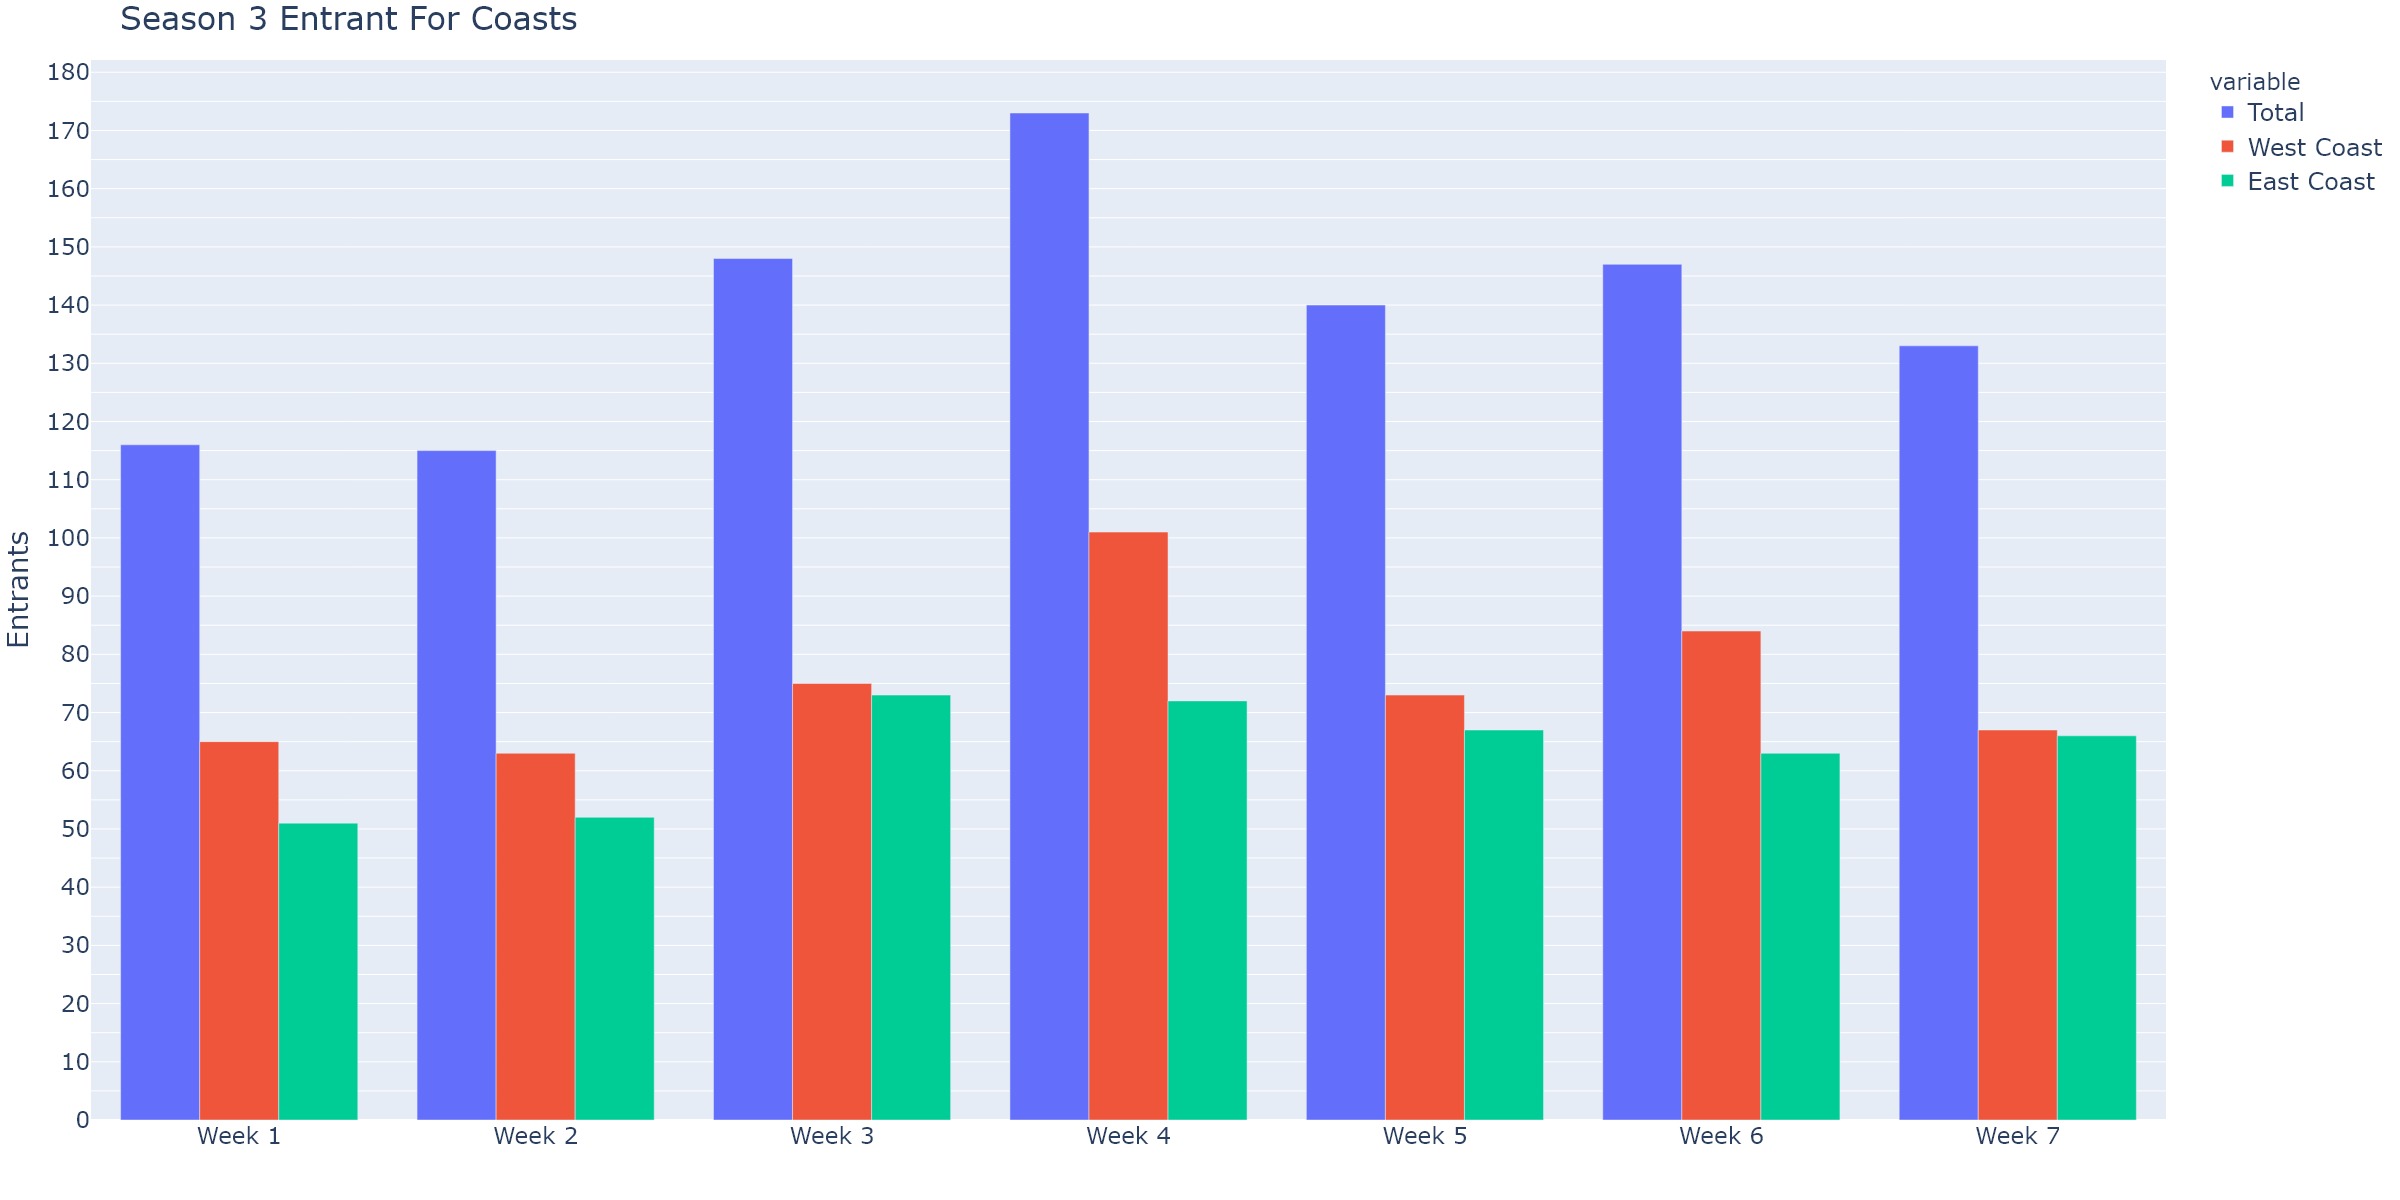 Season 3 Entrant For Coasts
180
170
160
150
140
130
120
110
100
90
80
70
60
50
40
30
20
10
0
Entrants
Week 1
Week 2
Week 3
Week 4
Week 5
Week 6
Week 7
variable
Total
West Coast
East Coast